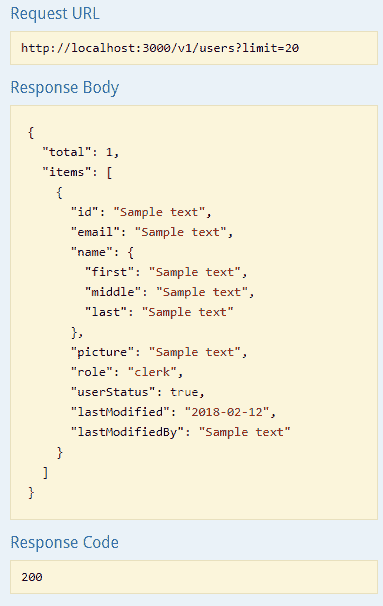 Request URL
http://localhost:3000/v1/users?limit=20
Response Body
{
  "total": 1,
  "items": [
    {
      "id": "Sample text",
      "email": "Sample text",
      "name": {
        "first": "Sample text",
        "middle": "Sample text",
        "last": "Sample text"
      },
      "picture": "Sample text",
      "role": "clerk",
      "userStatus": true,
      "lastModified": "2018-02-12",
      "lastModifiedBy": "Sample text"
    }
  ]
}
Response Code
200